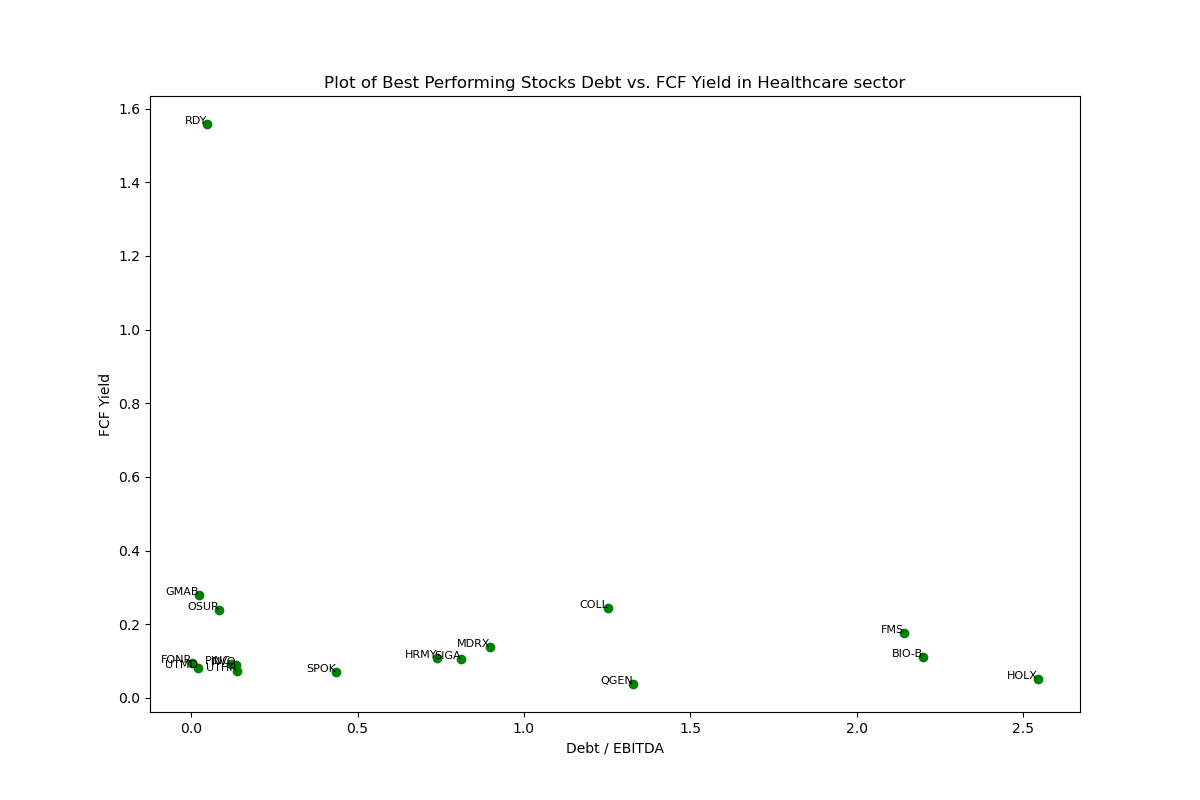 Plot of Best Performing Stocks Debt vs. FCF Yield in Healthcare sector
1.6
RDY
1.4
1.2
1.0
FCF Yield
0.8
0.6
0.4
GMAB
OSUR
COLL
0.2
FMS
MDRX
HRMY
SIGA
BIO-B
FONR
UTMD
PINC
UTHR
SPOK
HOLX
QGEN
0.0
0.0
0.5
1.0
1.5
2.0
2.5
Debt / EBITDA